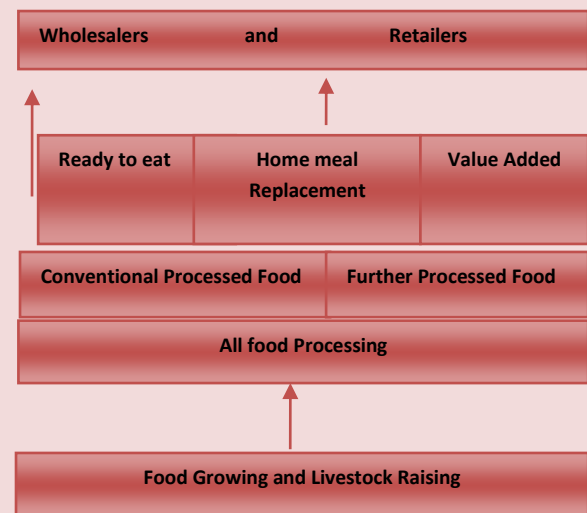 Wholesalers and Retailers
Ready to eat
Home meal
Replacement
Value Added
Conventional Processed Food
Further Processed Food
All food Processing
Food Growing and Livestock Raising